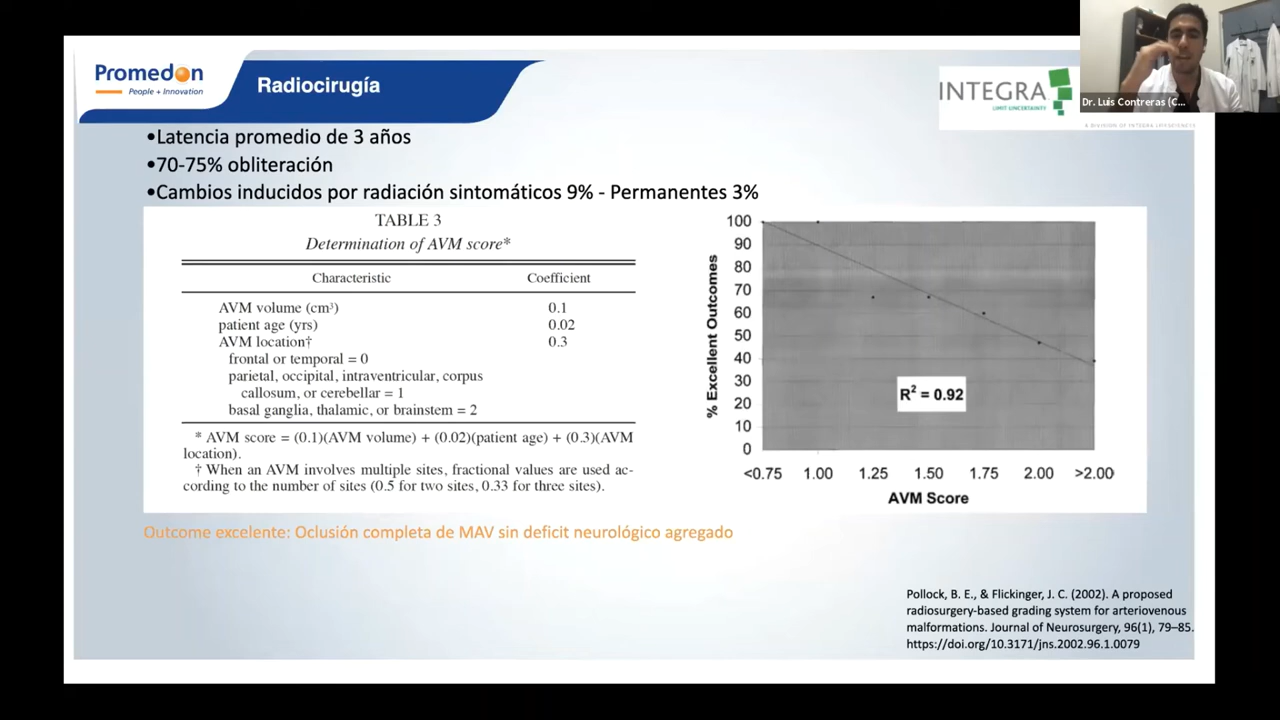 Promedon
People + Innovation
Radiocirugía
INTEGRA
LIMIT UNCERTAINTY
A DIVISION OF INTEGRA LIFESCIENCES
Dr. Luis Contreras (C...
•Latencia promedio de 3 años
•70-75% obliteración
•Cambios inducidos por radiación sintomáticos 9% - Permanentes 3%
TABLE 3
Determination of AVM score*
Characteristic Coefficient
AVM volume (cm³) 0.1
patient age (yrs) 0.02
AVM location† 0.3
frontal or temporal = 0
parietal, occipital, intraventricular, corpus
callosum, or cerebellar = 1
basal ganglia, thalamic, or brainstem = 2
* AVM score = (0.1)(AVM volume) + (0.02)(patient age) + (0.3)(AVM
location).
† When an AVM involves multiple sites, fractional values are used ac-
cording to the number of sites (0.5 for two sites, 0.33 for three sites).
% Excellent Outcomes
100
90
80
70
60
50
40
30
20
10
0
R² = 0.92
<0.75 1.00 1.25 1.50 1.75 2.00 >2.00
AVM Score
Outcome excelente: Oclusión completa de MAV sin deficit neurológico agregado
Pollock, B. E., & Flickinger, J. C. (2002). A proposed
radiosurgery-based grading system for arteriovenous
malformations. Journal of Neurosurgery, 96(1), 79–85.
https://doi.org/10.3171/jns.2002.96.1.0079